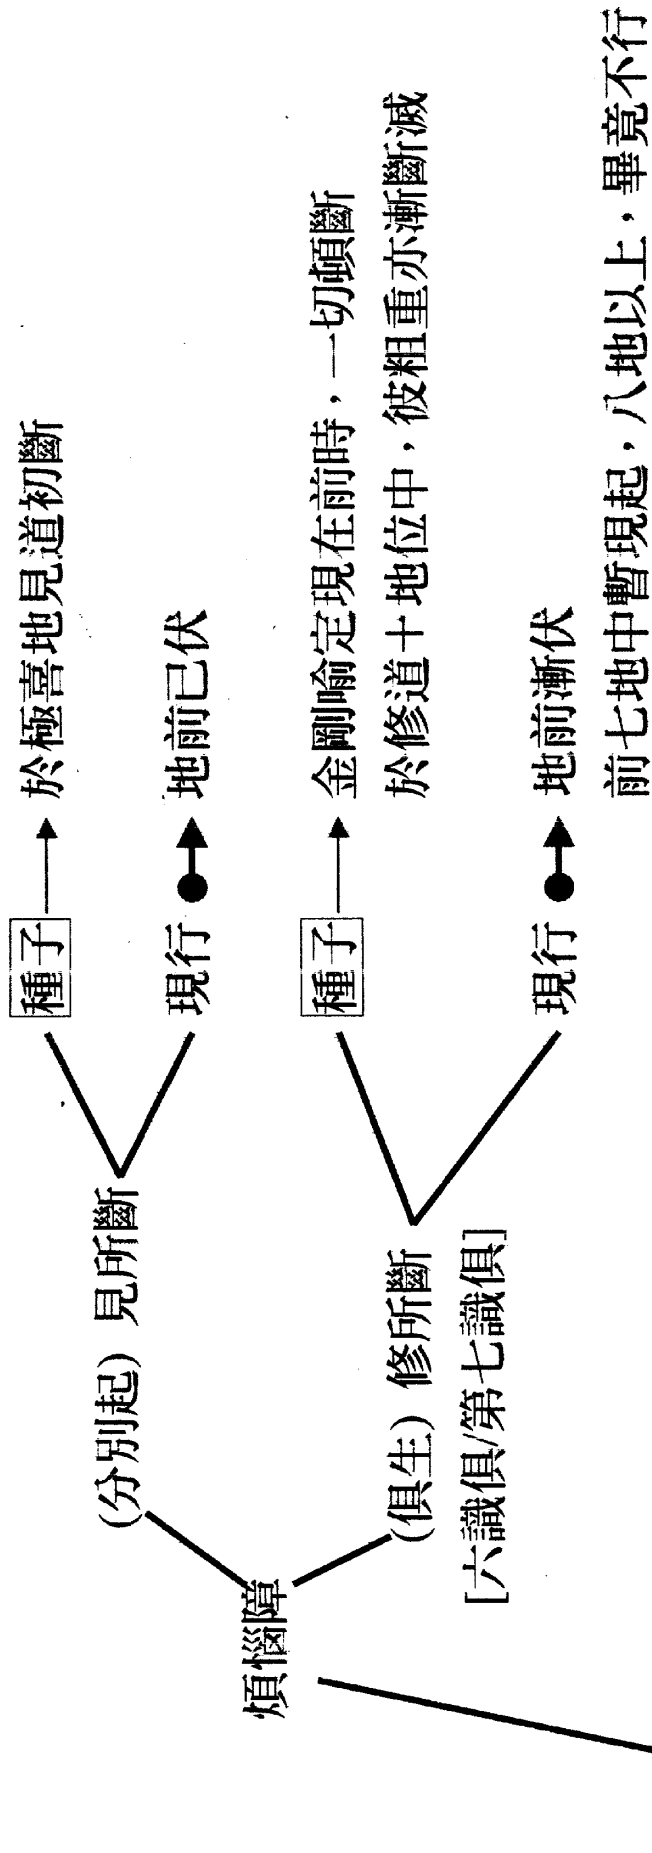 煩惱障
(分別起) 見所斷
種子
於極喜地見道初斷
現行
地前已伏
(俱生) 修所斷
[六識俱/第七識俱]
種子
金剛喻定現在前時，一切頓斷
於修道十地位中，彼粗重亦漸斷滅
現行
地前漸伏
前七地中暫現起，八地以上，畢竟不行